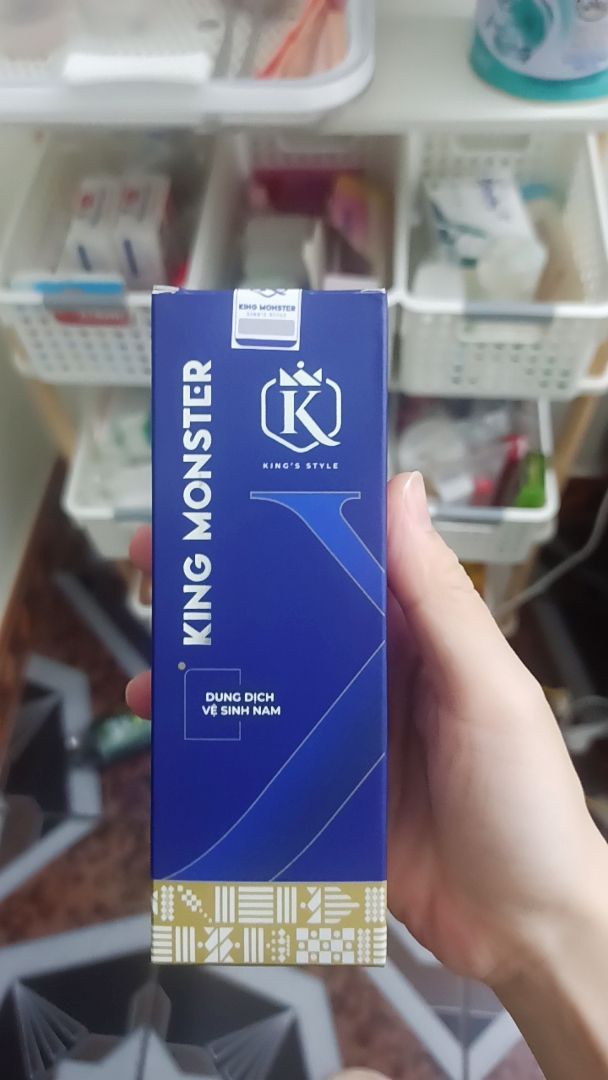 KING MONSTER
KING'S STYLE
K
KING'S STYLE
KING MONSTER
DUNG DỊCH
VỆ SINH NAM